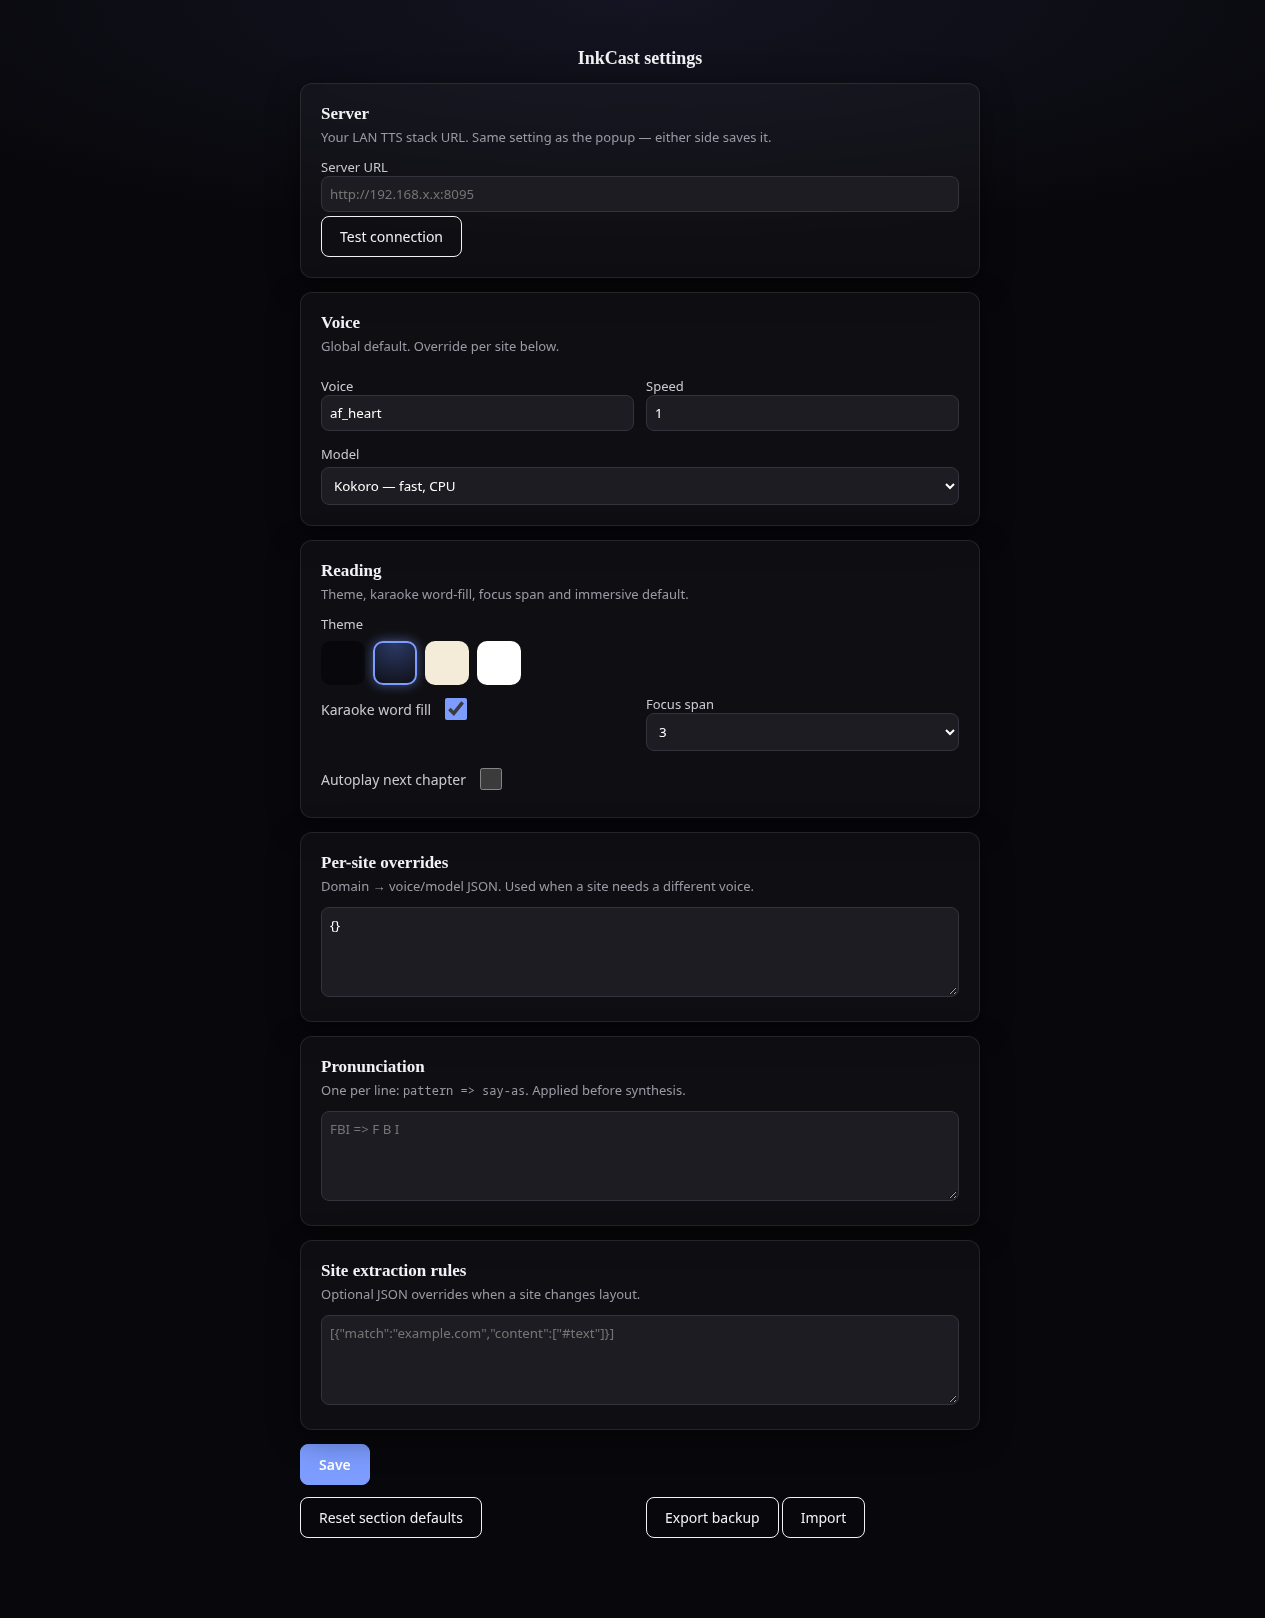 InkCast settings
Server
Your LAN TTS stack URL. Same setting as the popup — either side saves it.
Server URL
http://192.168.x.x:8095
Test connection
Voice
Global default. Override per site below.
Voice
Speed
af_heart
1
Model
Kokoro — fast, CPU
Reading
Theme, karaoke word-fill, focus span and immersive default.
Theme
Karaoke word fill
Focus span
3
Autoplay next chapter
Per-site overrides
Domain → voice/model JSON. Used when a site needs a different voice.
{}
Pronunciation
One per line: pattern => say-as. Applied before synthesis.
FBI => F B I
Site extraction rules
Optional JSON overrides when a site changes layout.
[{"match":"example.com","content":["#text"]}]
Save
Reset section defaults
Export backup
Import